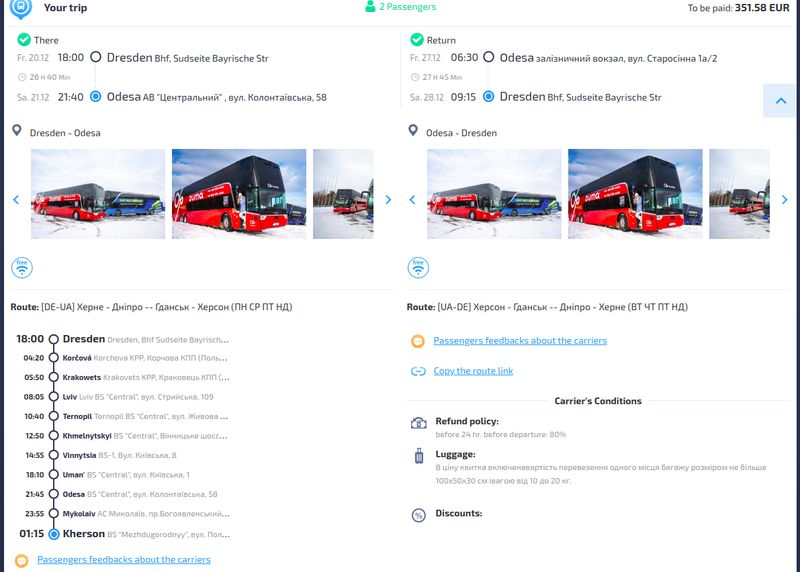 Your trip
2 Passengers
To be paid: 351.58 EUR
There
Fr. 20.12 18:00 Dresden Bhf, Sudseite Bayrische Str
26 H 40 Min
Sa. 21.12 21:40 Odesa АВ "Центральний" , вул. Колонтаївська, 58
Return
Fr. 27.12 06:30 Odesa залізничний вокзал, вул. Старосінна 1а/2
27 H 45 Min
Sa. 28.12 09:15 Dresden Bhf, Sudseite Bayrische Str
Dresden - Odesa
puma
free
Route: [DE-UA] Херне - Дніпро -- Гданськ - Херсон (ПН СР ПТ НД)
18:00 Dresden Dresden, Bhf Sudseite Bayrisch...
04:20 Korčová Korchova KPP, Корчова КПП (Поль...
05:50 Krakowets Krakovets KPP, Краковець КПП (...
08:05 Lviv Lviv BS "Central", вул. Стрийська, 109
10:40 Ternopil Ternopil BS "Central", вул. Живова ...
12:50 Khmelnytskyi BS "Central", Вінницьке шосс...
14:55 Vinnytsia BS-1, Вул. Київська, 8
18:10 Uman' BS "Central", вул. Київська, 1
21:45 Odesa BS "Central", вул. Колонтаївська, 58
23:55 Mykolaiv АС Миколаїв, пр.Богоявленський...
01:15 Kherson BS "Mezhdugorodnyy", вул. Пол...
Passengers feedbacks about the carriers
Odesa - Dresden
puma
free
Route: [UA-DE] Херсон - Гданськ -- Дніпро - Херне (ВТ ЧТ ПТ НД)
Passengers feedbacks about the carriers
Copy the route link
Carrier's Conditions
Refund policy:
before 24 hr. before departure: 80%
Luggage:
В ціну квитка включенавартість перевезення одного місця багажу розміром не більше
100х50х30 см івагою від 10 до 20 кг.
Discounts: